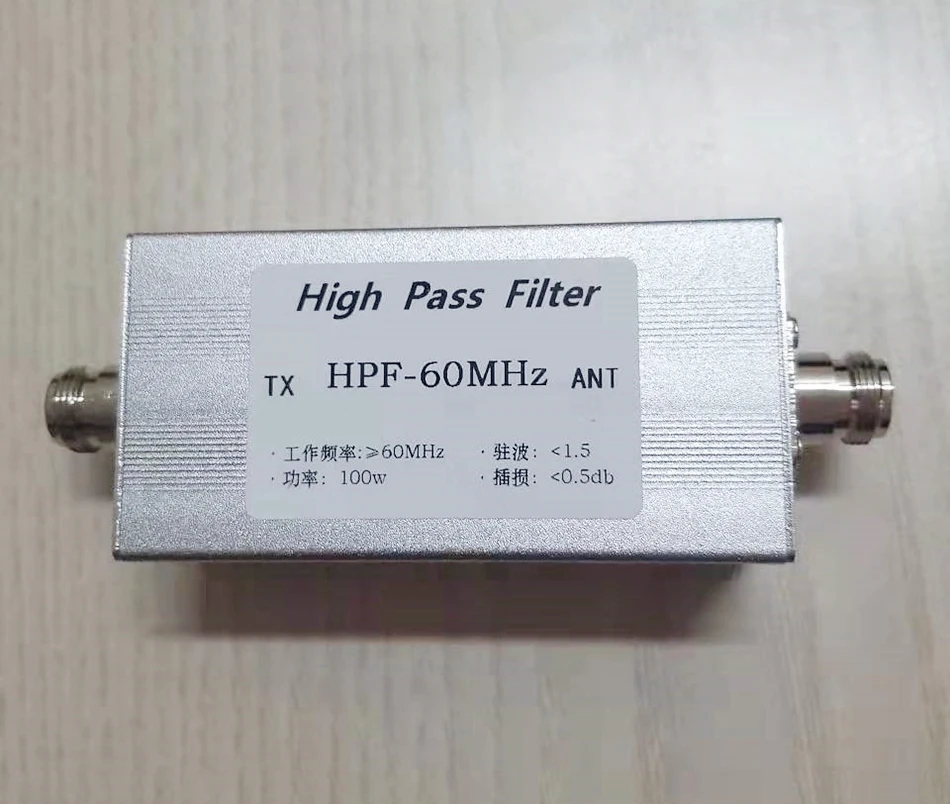 High Pass Filter
TX HPF-60MHz ANT
· 工作频率:≥60MHz · 驻波: <1.5
· 功率: 100w · 插损: <0.5db